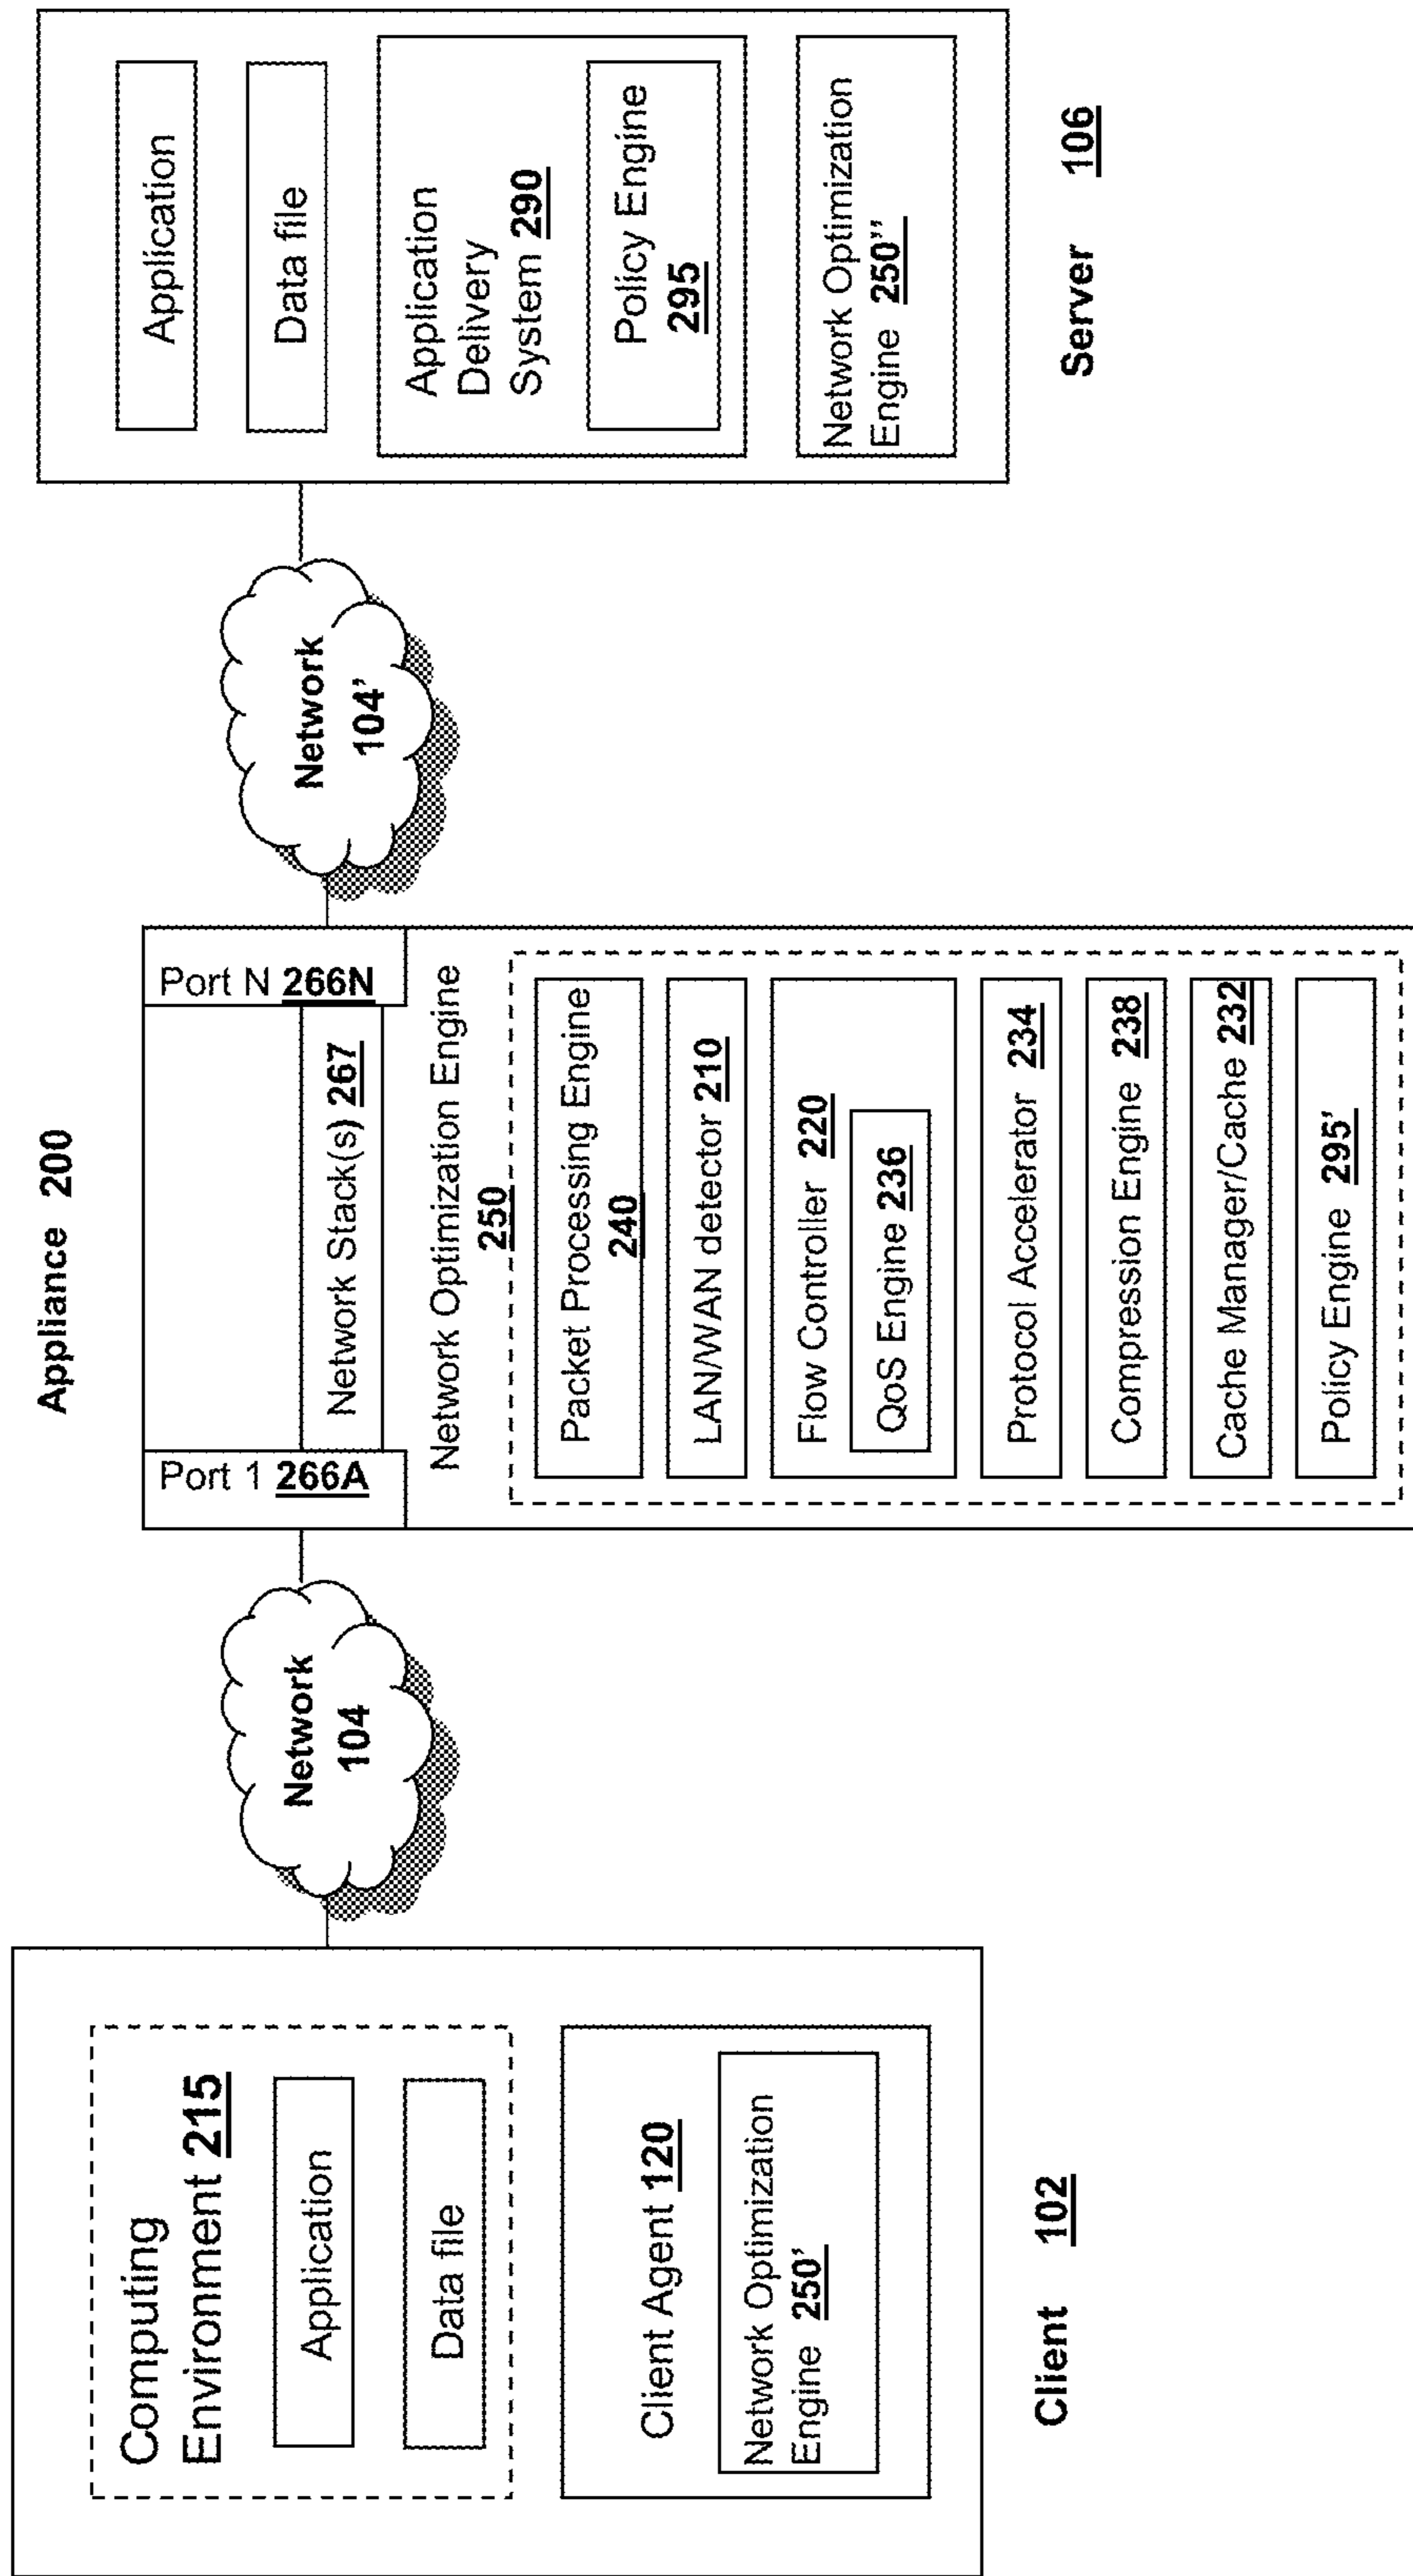 Appliance 200
Computing
Environment 215
Application
Data file
Client Agent 120
Network Optimization
Engine 250'
Client 102
Network
104
Port 1 266A
Port N 266N
Network Stack(s) 267
Network Optimization Engine
250
Packet Processing Engine
240
LAN/WAN detector 210
Flow Controller 220
QoS Engine 236
Protocol Accelerator 234
Compression Engine 238
Cache Manager/Cache 232
Policy Engine 295'
Network
104'
Application
Data file
Application
Delivery
System 290
Policy Engine
295
Network Optimization
Engine 250''
Server 106